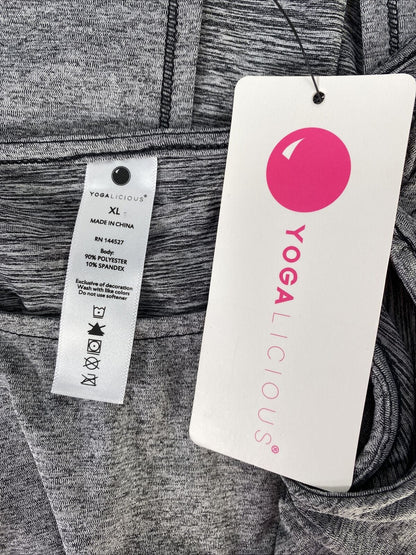 YOGALICIOUS®
XL
MADE IN CHINA
RN 144527
Body:
90% POLYESTER
10% SPANDEX
Exclusive of decoration
Wash with like colors
Do not use softener
YOGALICIOUS®